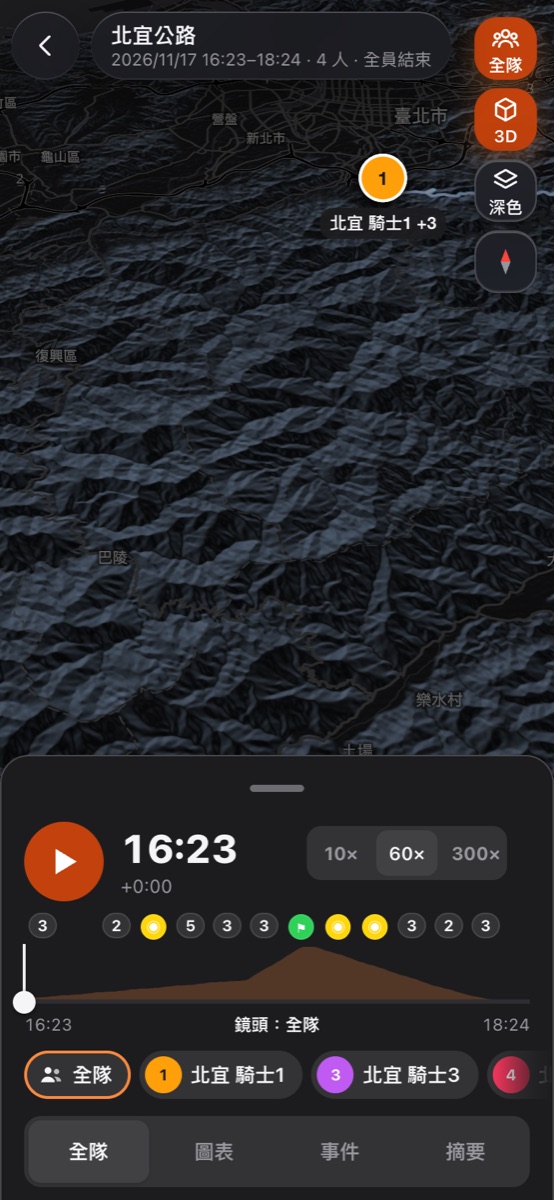 北宜公路
2026/11/17 16:23–18:24 · 4 人 · 全員結束
全隊
3D
深色
臺北市
鶯盤
新北市
龜山區
2
1
北宜 騎士1 +3
復興區
巴陵
樂水村
土場
16:23
+0:00
10×
60×
300×
3
2
5
3
3
3
2
3
16:23
鏡頭：全隊
18:24
全隊
1
北宜 騎士1
3
北宜 騎士3
4
全隊
圖表
事件
摘要